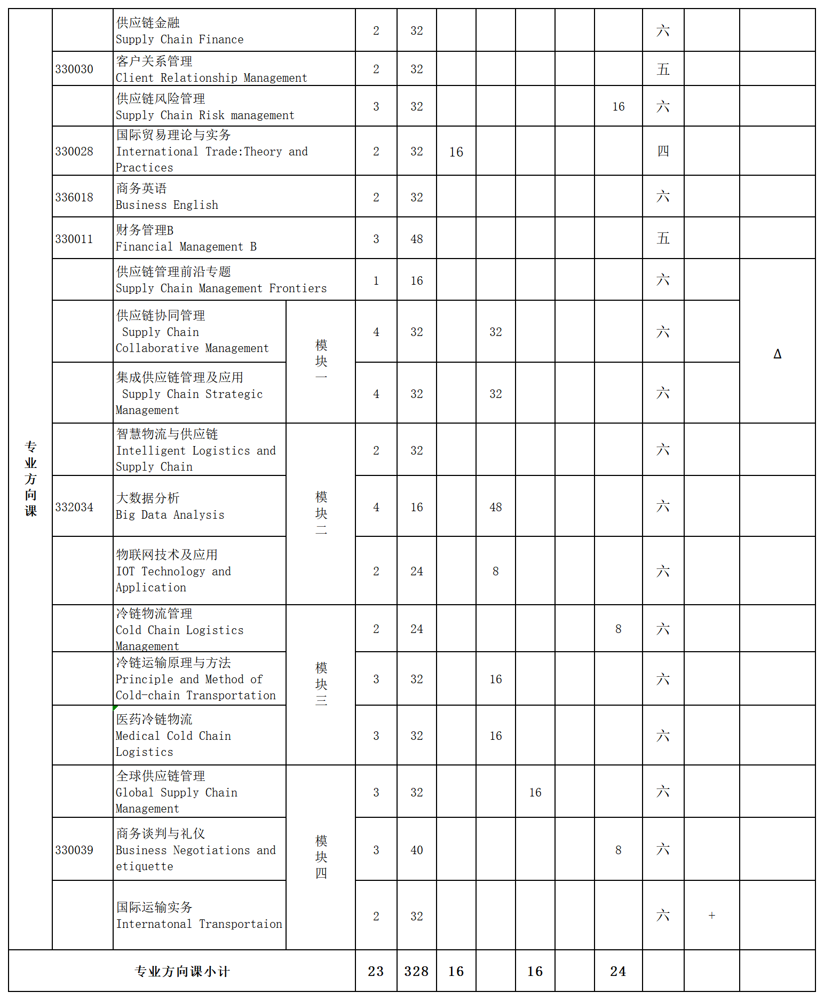 供应链金融
Supply Chain Finance
2
32
六
330030
客户关系管理
Client Relationship Management
2
32
五
供应链风险管理
Supply Chain Risk management
3
32
16
六
330028
国际贸易理论与实务
International Trade:Theory and
Practices
2
32
16
四
336018
商务英语
Business English
2
32
六
330011
财务管理B
Financial Management B
3
48
五
供应链管理前沿专题
Supply Chain Management Frontiers
1
16
六
供应链协同管理
Supply Chain
Collaborative Management
模块一
4
32
32
六
Δ
集成供应链管理及应用
Supply Chain Strategic
Management
4
32
32
六
专业方向课
智慧物流与供应链
Intelligent Logistics and
Supply Chain
模块二
2
32
六
332034
大数据分析
Big Data Analysis
4
16
48
六
物联网技术及应用
IOT Technology and
Application
2
24
8
六
冷链物流管理
Cold Chain Logistics
Management
模块三
2
24
8
六
冷链运输原理与方法
Principle and Method of
Cold-chain Transportation
3
32
16
六
医药冷链物流
Medical Cold Chain
Logistics
3
32
16
六
全球供应链管理
Global Supply Chain
Management
模块四
3
32
16
六
330039
商务谈判与礼仪
Business Negotiations and
etiquette
3
40
8
六
国际运输实务
Internatonal Transportaion
2
32
六
+
专业方向课小计
23
328
16
16
24